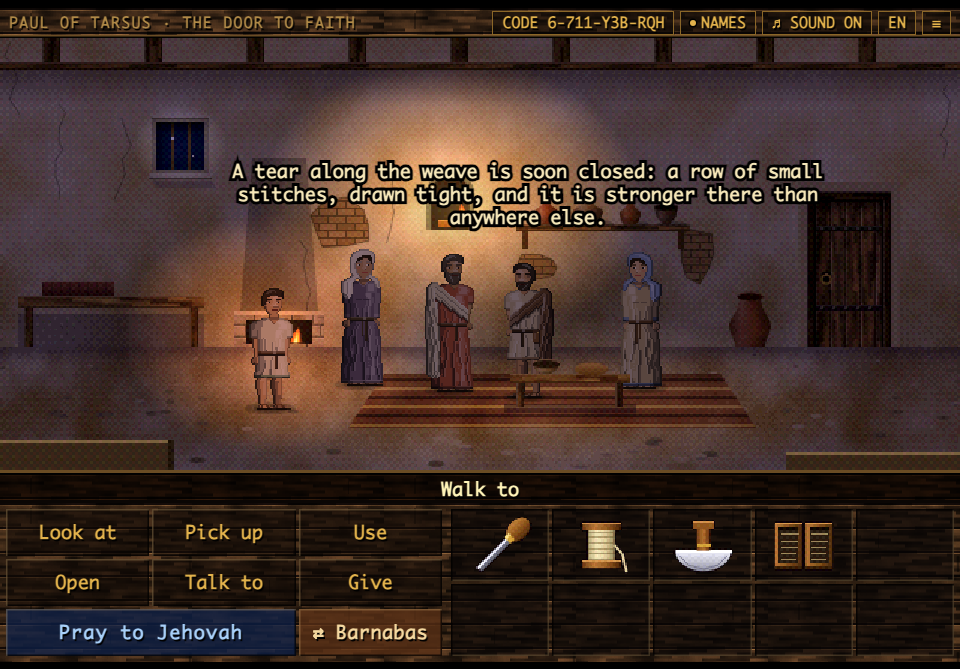 PAUL OF TARSUS · THE DOOR TO FAITH
CODE 6-711-Y3B-RQH
• NAMES
♬ SOUND ON
EN
≡
A tear along the weave is soon closed: a row of small
stitches, drawn tight, and it is stronger there than
anywhere else.
Walk to
Look at
Pick up
Use
Open
Talk to
Give
Pray to Jehovah
⇄ Barnabas